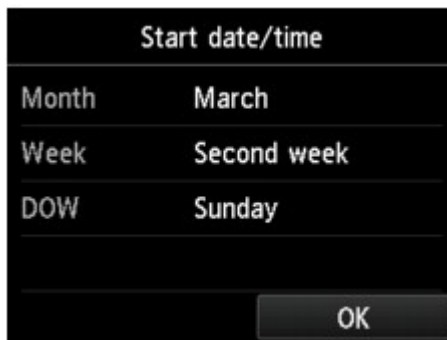 Start date/time
Month March
Week Second week
DOW Sunday
OK